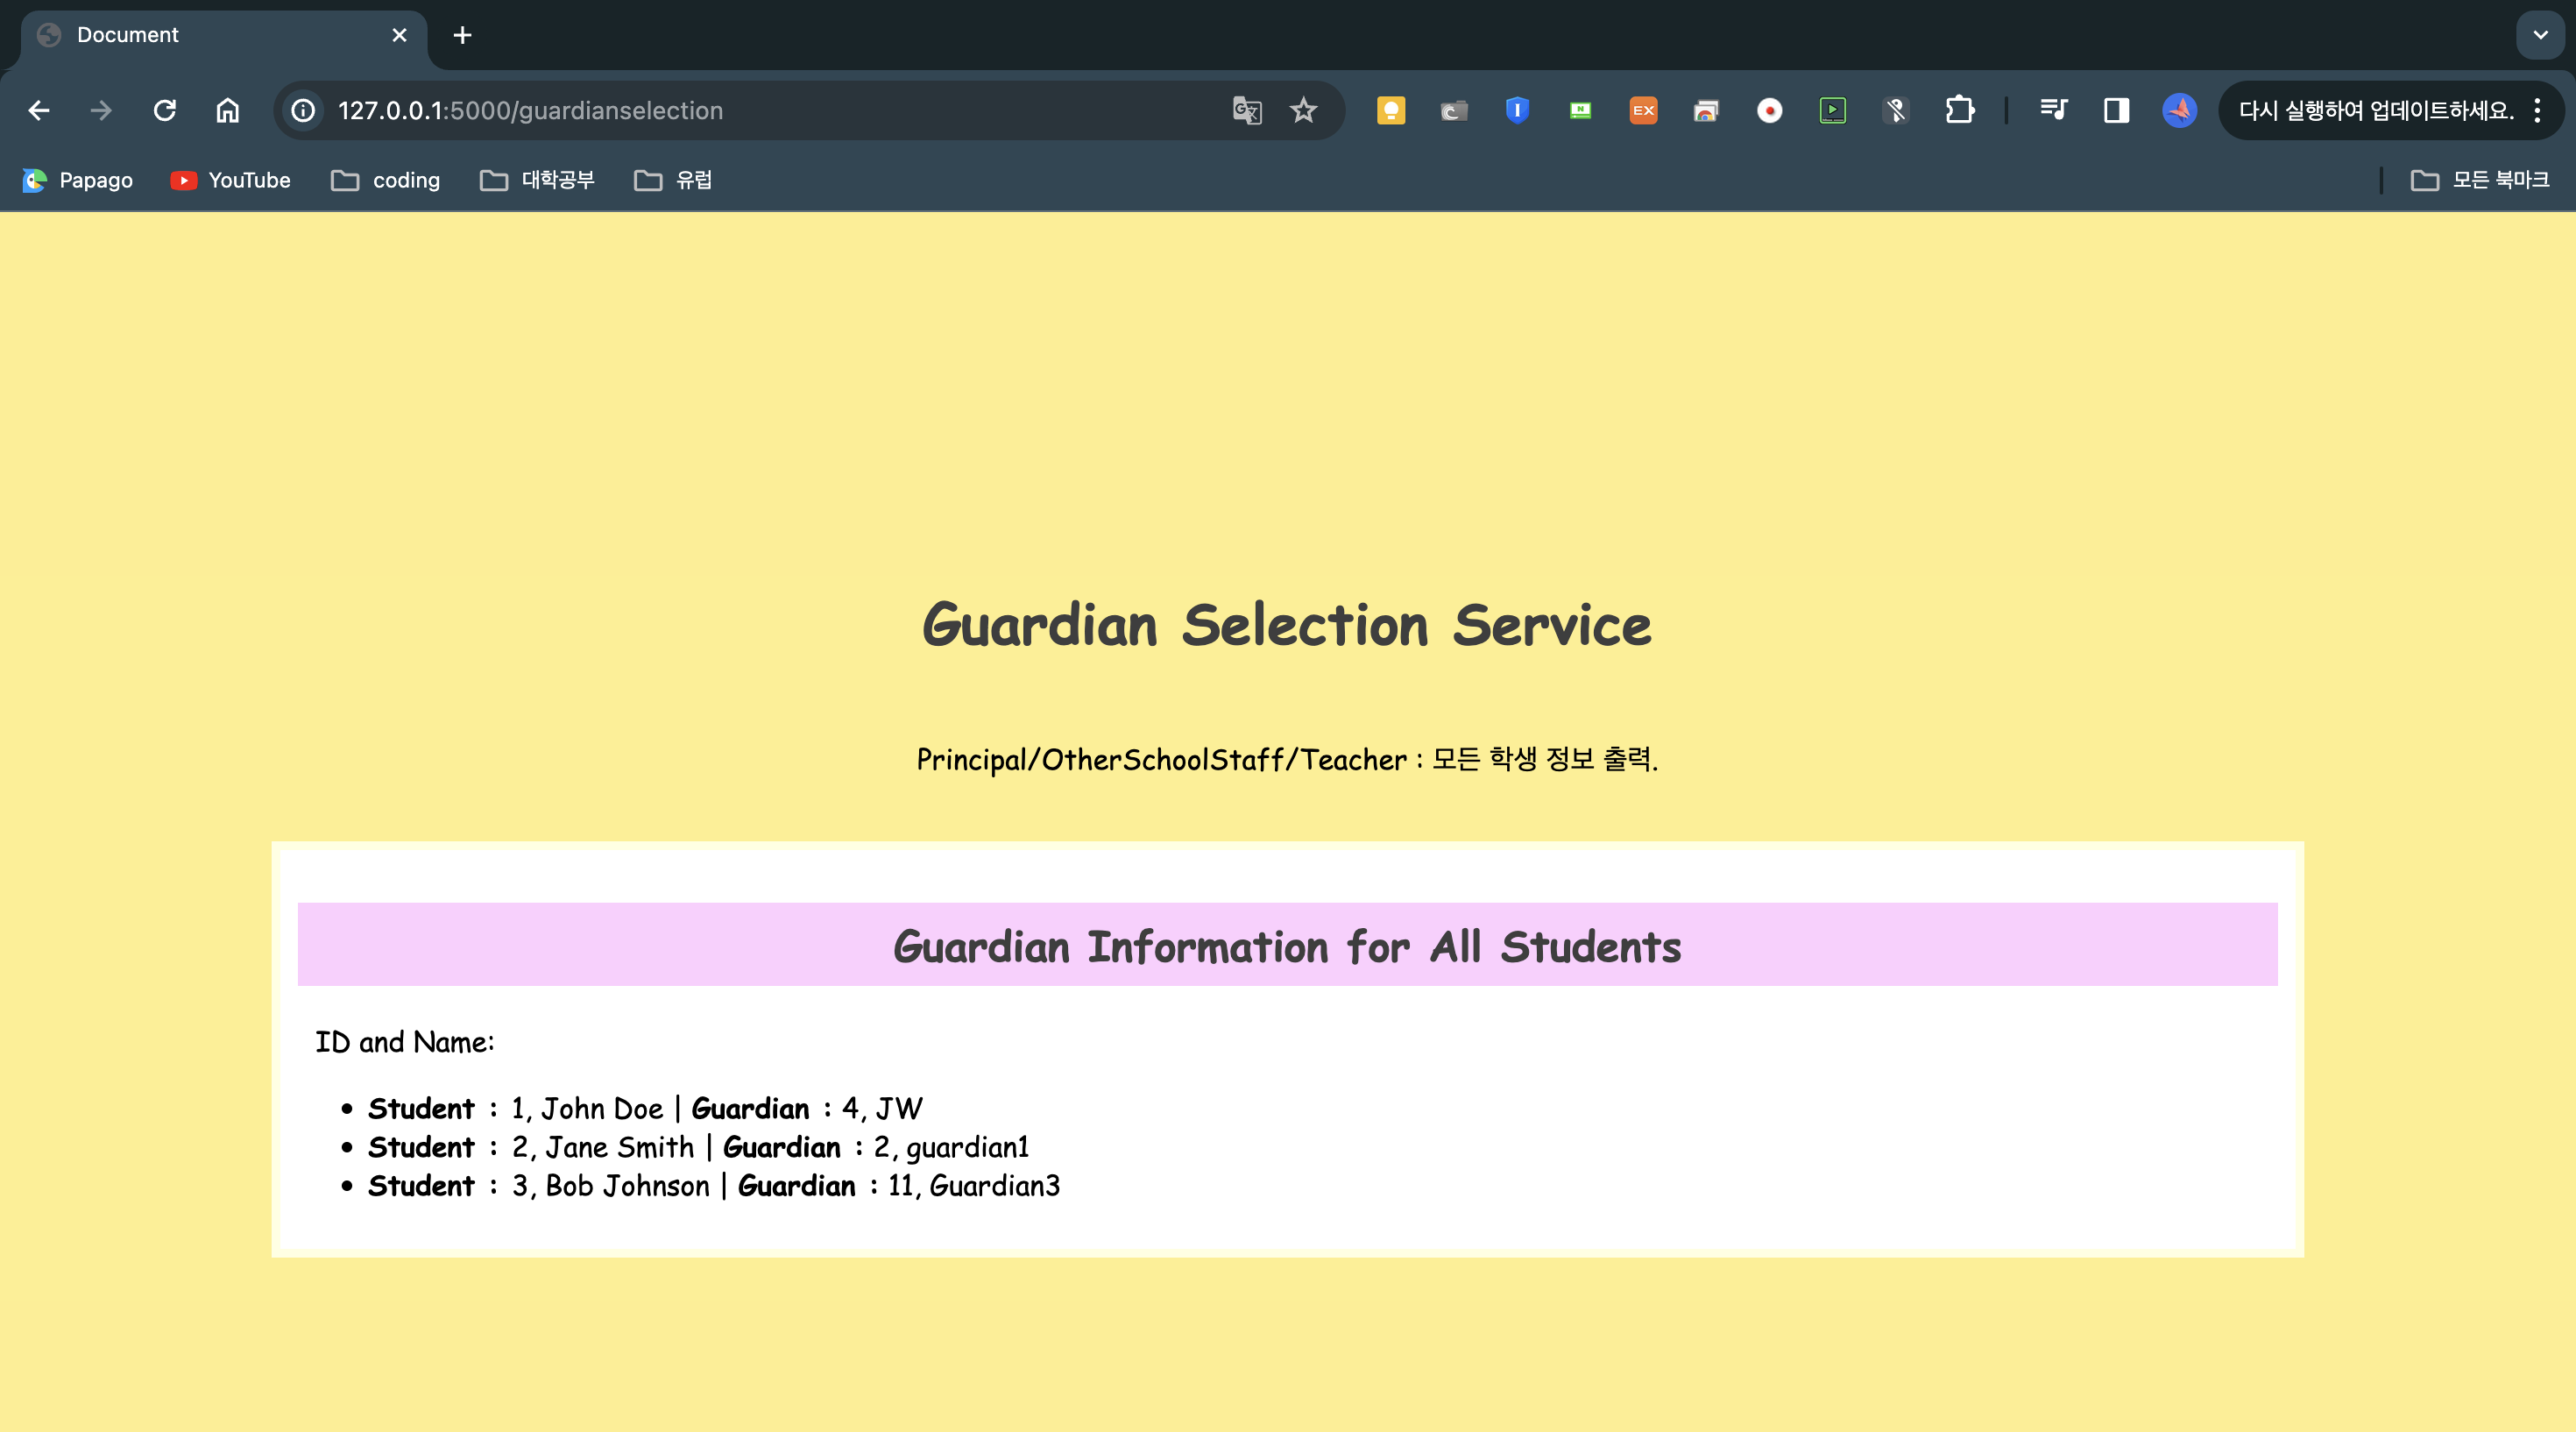 Document
127.0.0.1:5000/guardianselection
EX
다시 실행하여 업데이트하세요.
Papago
YouTube
coding
대학공부
유럽
모든 북마크
Guardian Selection Service
Principal/OtherSchoolStaff/Teacher : 모든 학생 정보 출력.
Guardian Information for All Students
ID and Name:
Student : 1, John Doe | Guardian : 4, JW
Student : 2, Jane Smith | Guardian : 2, guardian1
Student : 3, Bob Johnson | Guardian : 11, Guardian3